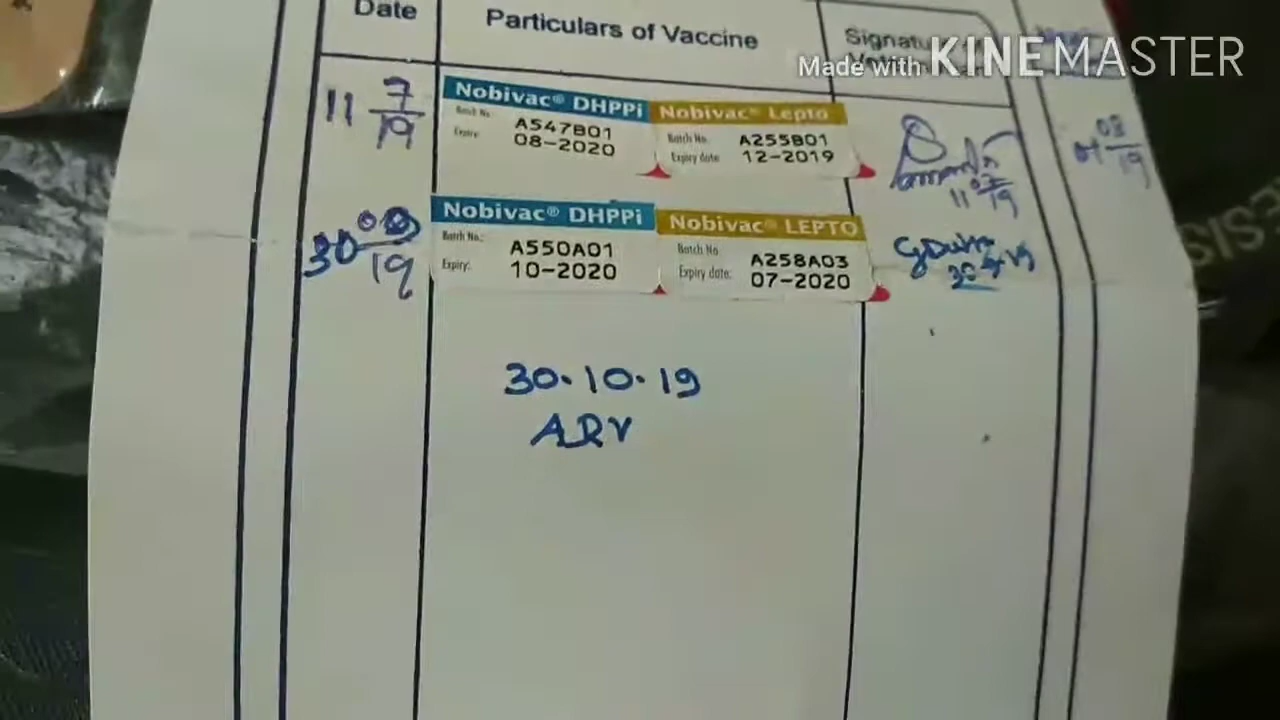 Date
Particulars of Vaccine
Made with KINEMASTER
11 7/19
Nobivac® DHPPi
Batch No.
A547B01
Expiry:
08-2020
Nobivac® Lepto
Batch No.
A255B01
Expiry date
12-2019
30
19
Nobivac® DHPPi
Batch No.:
A550A01
Expiry:
10-2020
Nobivac® LEPTO
Batch No
A258A03
Expiry date:
07-2020
30.10.19
ARV